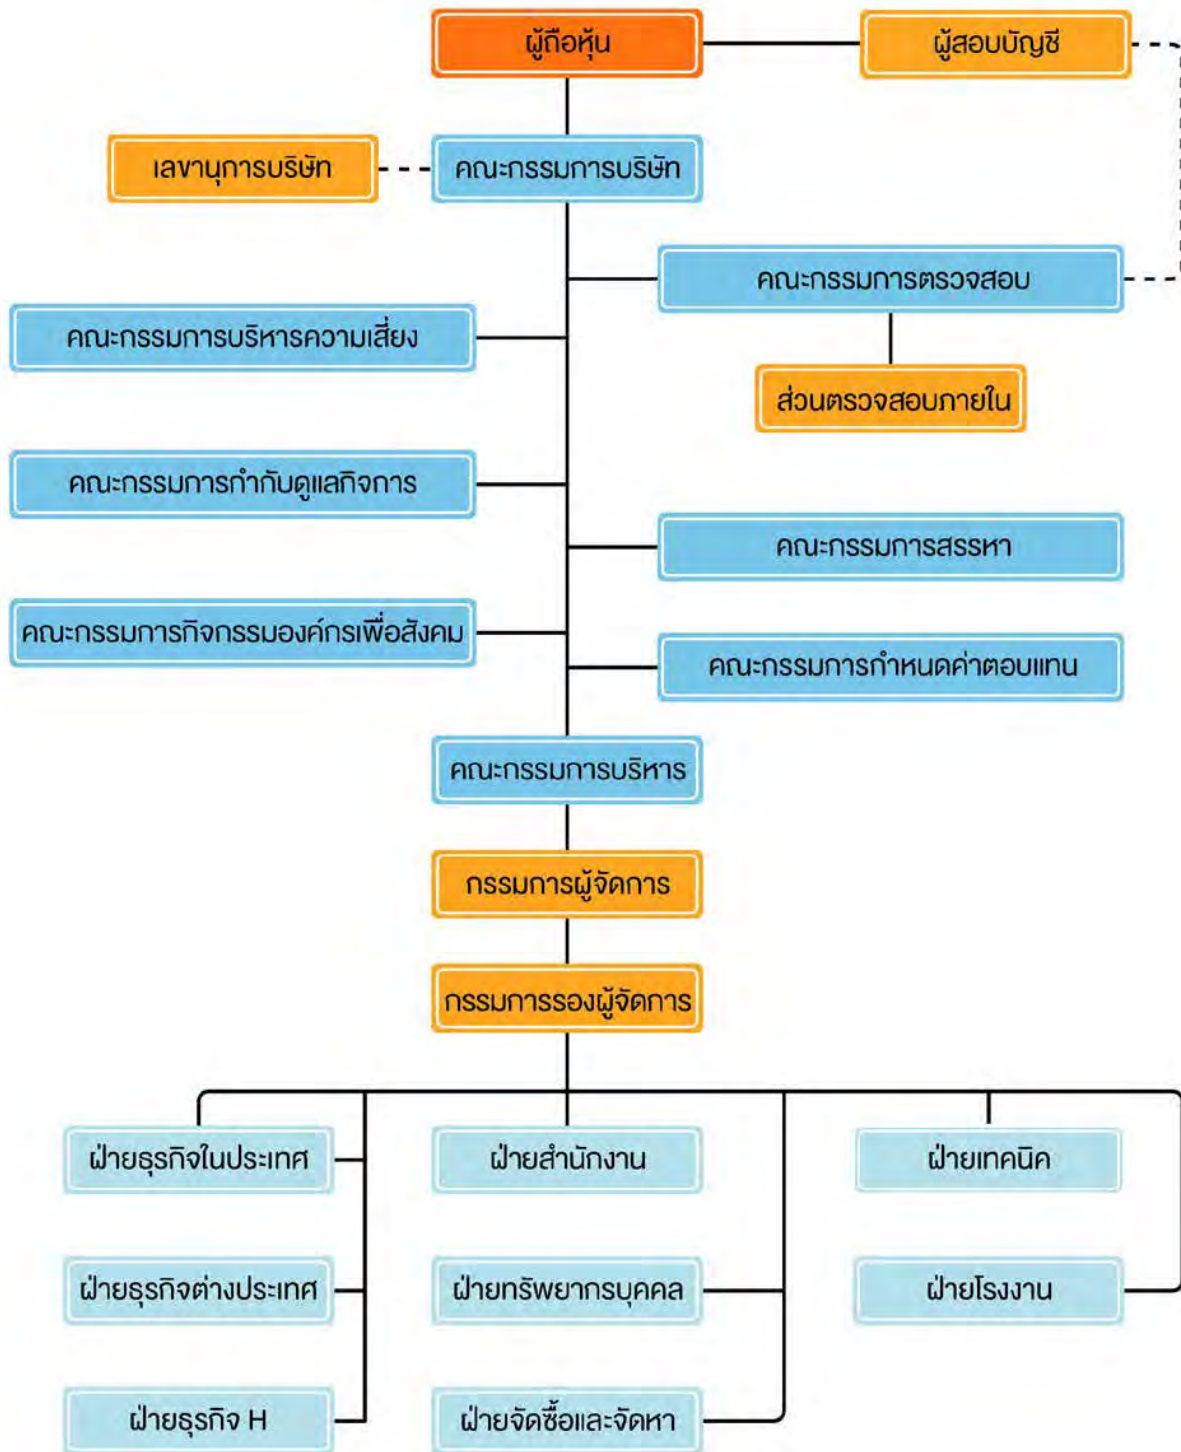 ผู้ถือหุ้น
ผู้สอบบัญชี
เลขานุการบริษัท
คณะกรรมการบริษัท
คณะกรรมการตรวจสอบ
คณะกรรมการบริหารความเสี่ยง
ส่วนตรวจสอบภายใน
คณะกรรมการกำกับดูแลกิจการ
คณะกรรมการสรรหา
คณะกรรมการกิจกรรมองค์กรเพื่อสังคม
คณะกรรมการกำหนดค่าตอบแทน
คณะกรรมการบริหาร
กรรมการผู้จัดการ
กรรมการรองผู้จัดการ
ฝ่ายธุรกิจในประเทศ
ฝ่ายสำนักงาน
ฝ่ายเทคนิค
ฝ่ายธุรกิจต่างประเทศ
ฝ่ายทรัพยากรบุคคล
ฝ่ายโรงงาน
ฝ่ายธุรกิจ H
ฝ่ายจัดซื้อและจัดหา